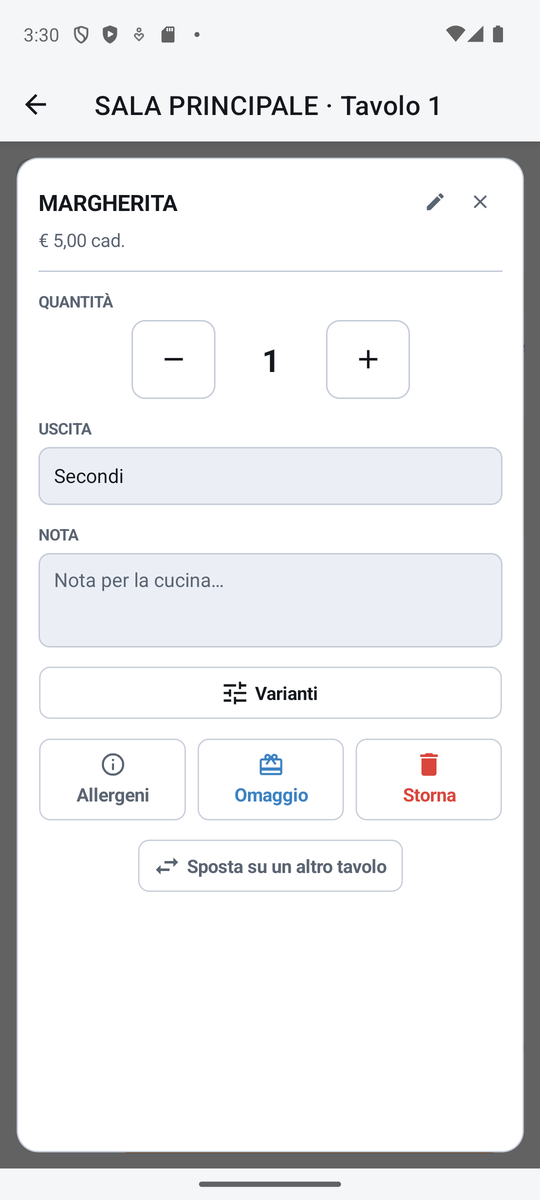 3:30
SALA PRINCIPALE · Tavolo 1
MARGHERITA
€ 5,00 cad.
QUANTITÀ
1
USCITA
Secondi
NOTA
Nota per la cucina…
Varianti
Allergeni
Omaggio
Storna
Sposta su un altro tavolo